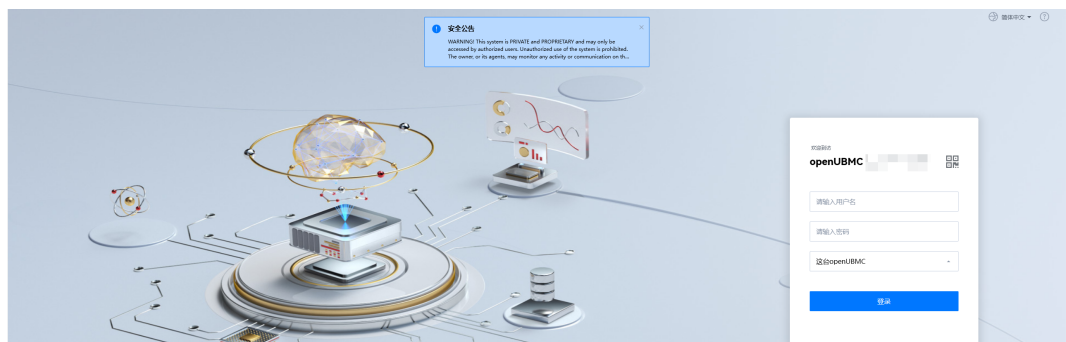 简体中文
安全公告
WARNING! This system is PRIVATE and PROPRIETARY and may only be
accessed by authorized users. Unauthorized use of the system is prohibited.
The owner, or its agents, may monitor any activity or communication on th...
欢迎来访
openUBMC
请输入用户名
请输入密码
这台openUBMC
登录